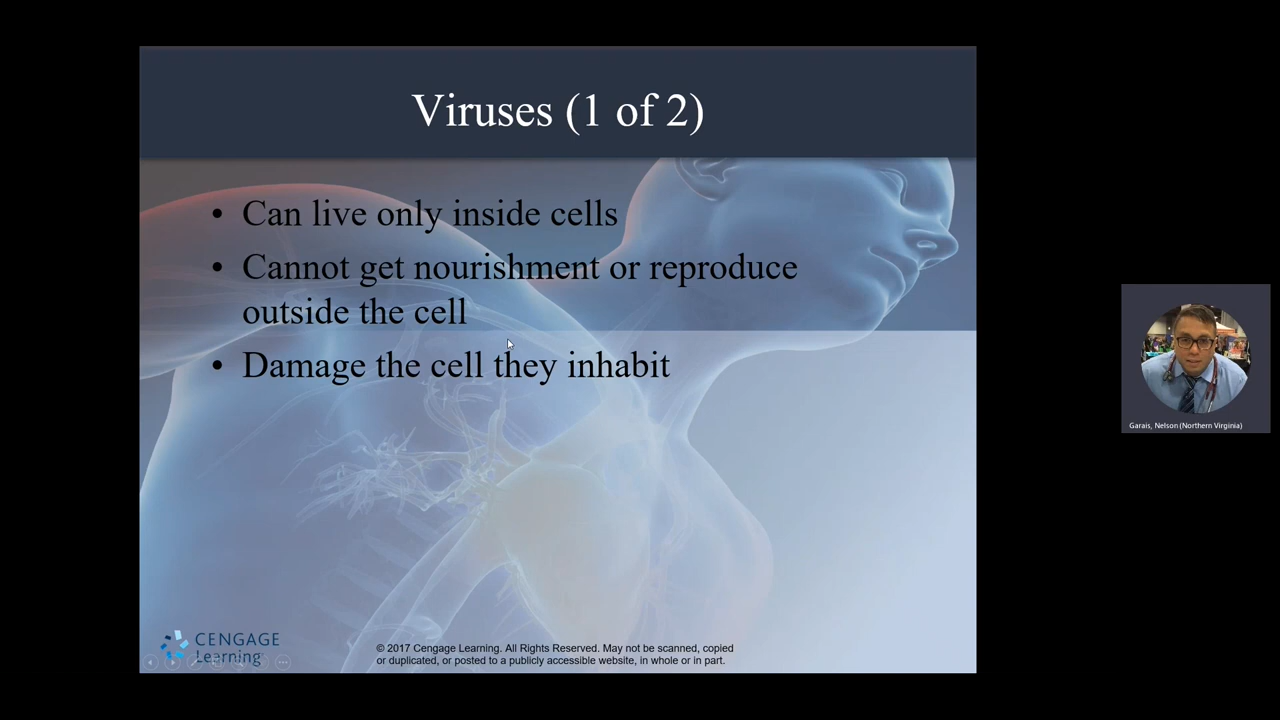 Viruses (1 of 2)
• Can live only inside cells
• Cannot get nourishment or reproduce
outside the cell
• Damage the cell they inhabit
CENGAGE
Learning
© 2017 Cengage Learning. All Rights Reserved. May not be scanned, copied
or duplicated, or posted to a publicly accessible website, in whole or in part.
Garais, Nelson (Northern Virginia)